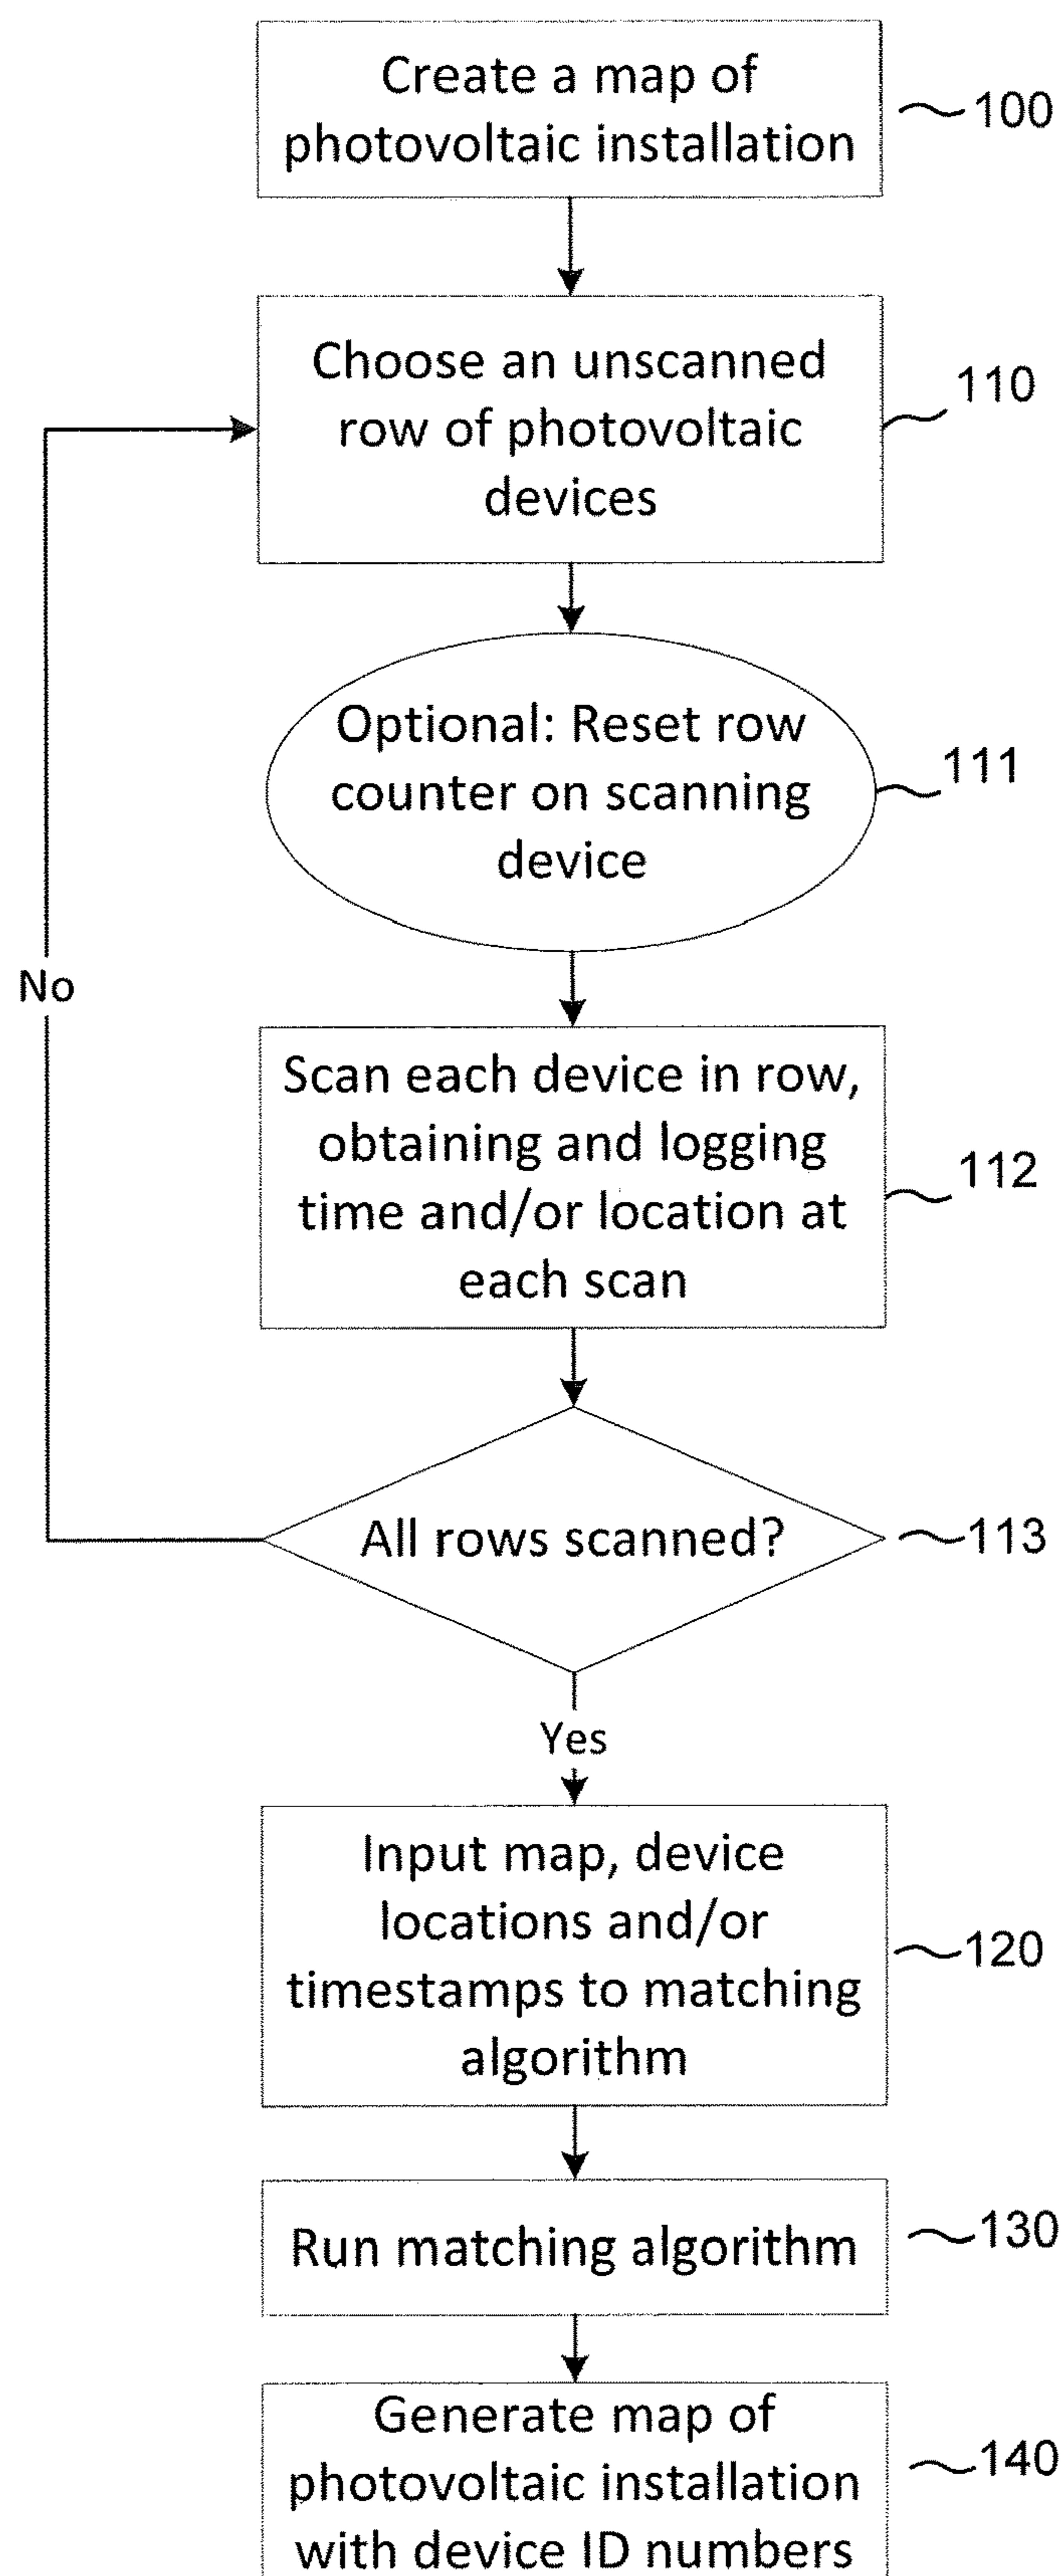 Create a map of
photovoltaic installation
100
Choose an unscanned
row of photovoltaic
devices
110
Optional: Reset row
counter on scanning
device
111
No
Scan each device in row,
obtaining and logging
time and/or location at
each scan
112
All rows scanned?
113
Yes
Input map, device
locations and/or
timestamps to matching
algorithm
120
Run matching algorithm
130
Generate map of
photovoltaic installation
with device ID numbers
140